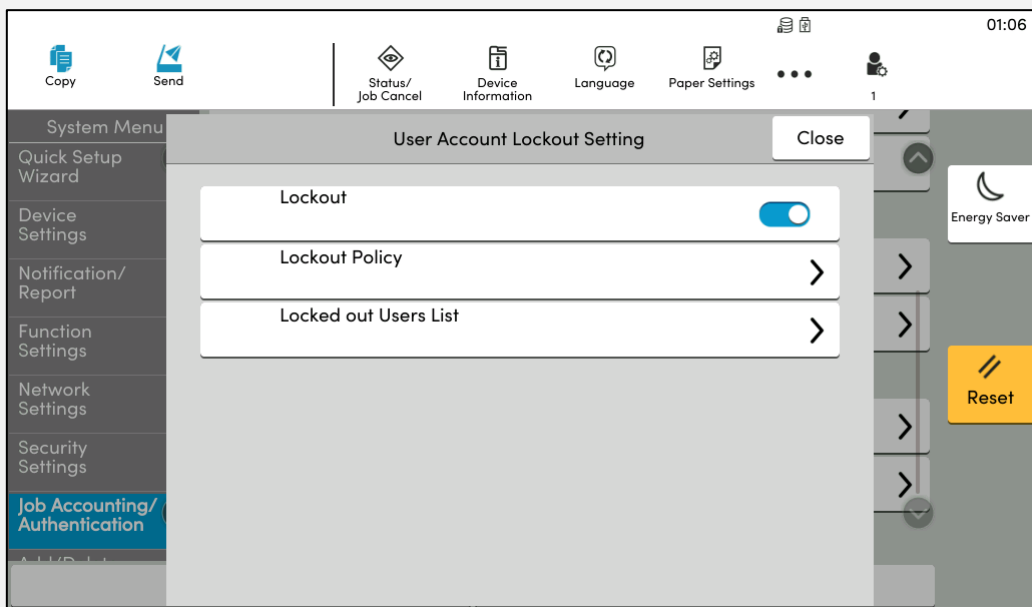 01:06
Copy
Send
Status/
Job Cancel
Device
Information
Language
Paper Settings
1
System Menu
User Account Lockout Setting
Close
Quick Setup
Wizard
Lockout
Energy Saver
Device
Settings
Lockout Policy
Notification/
Report
Locked out Users List
Function
Settings
Reset
Network
Settings
Security
Settings
Job Accounting/
Authentication